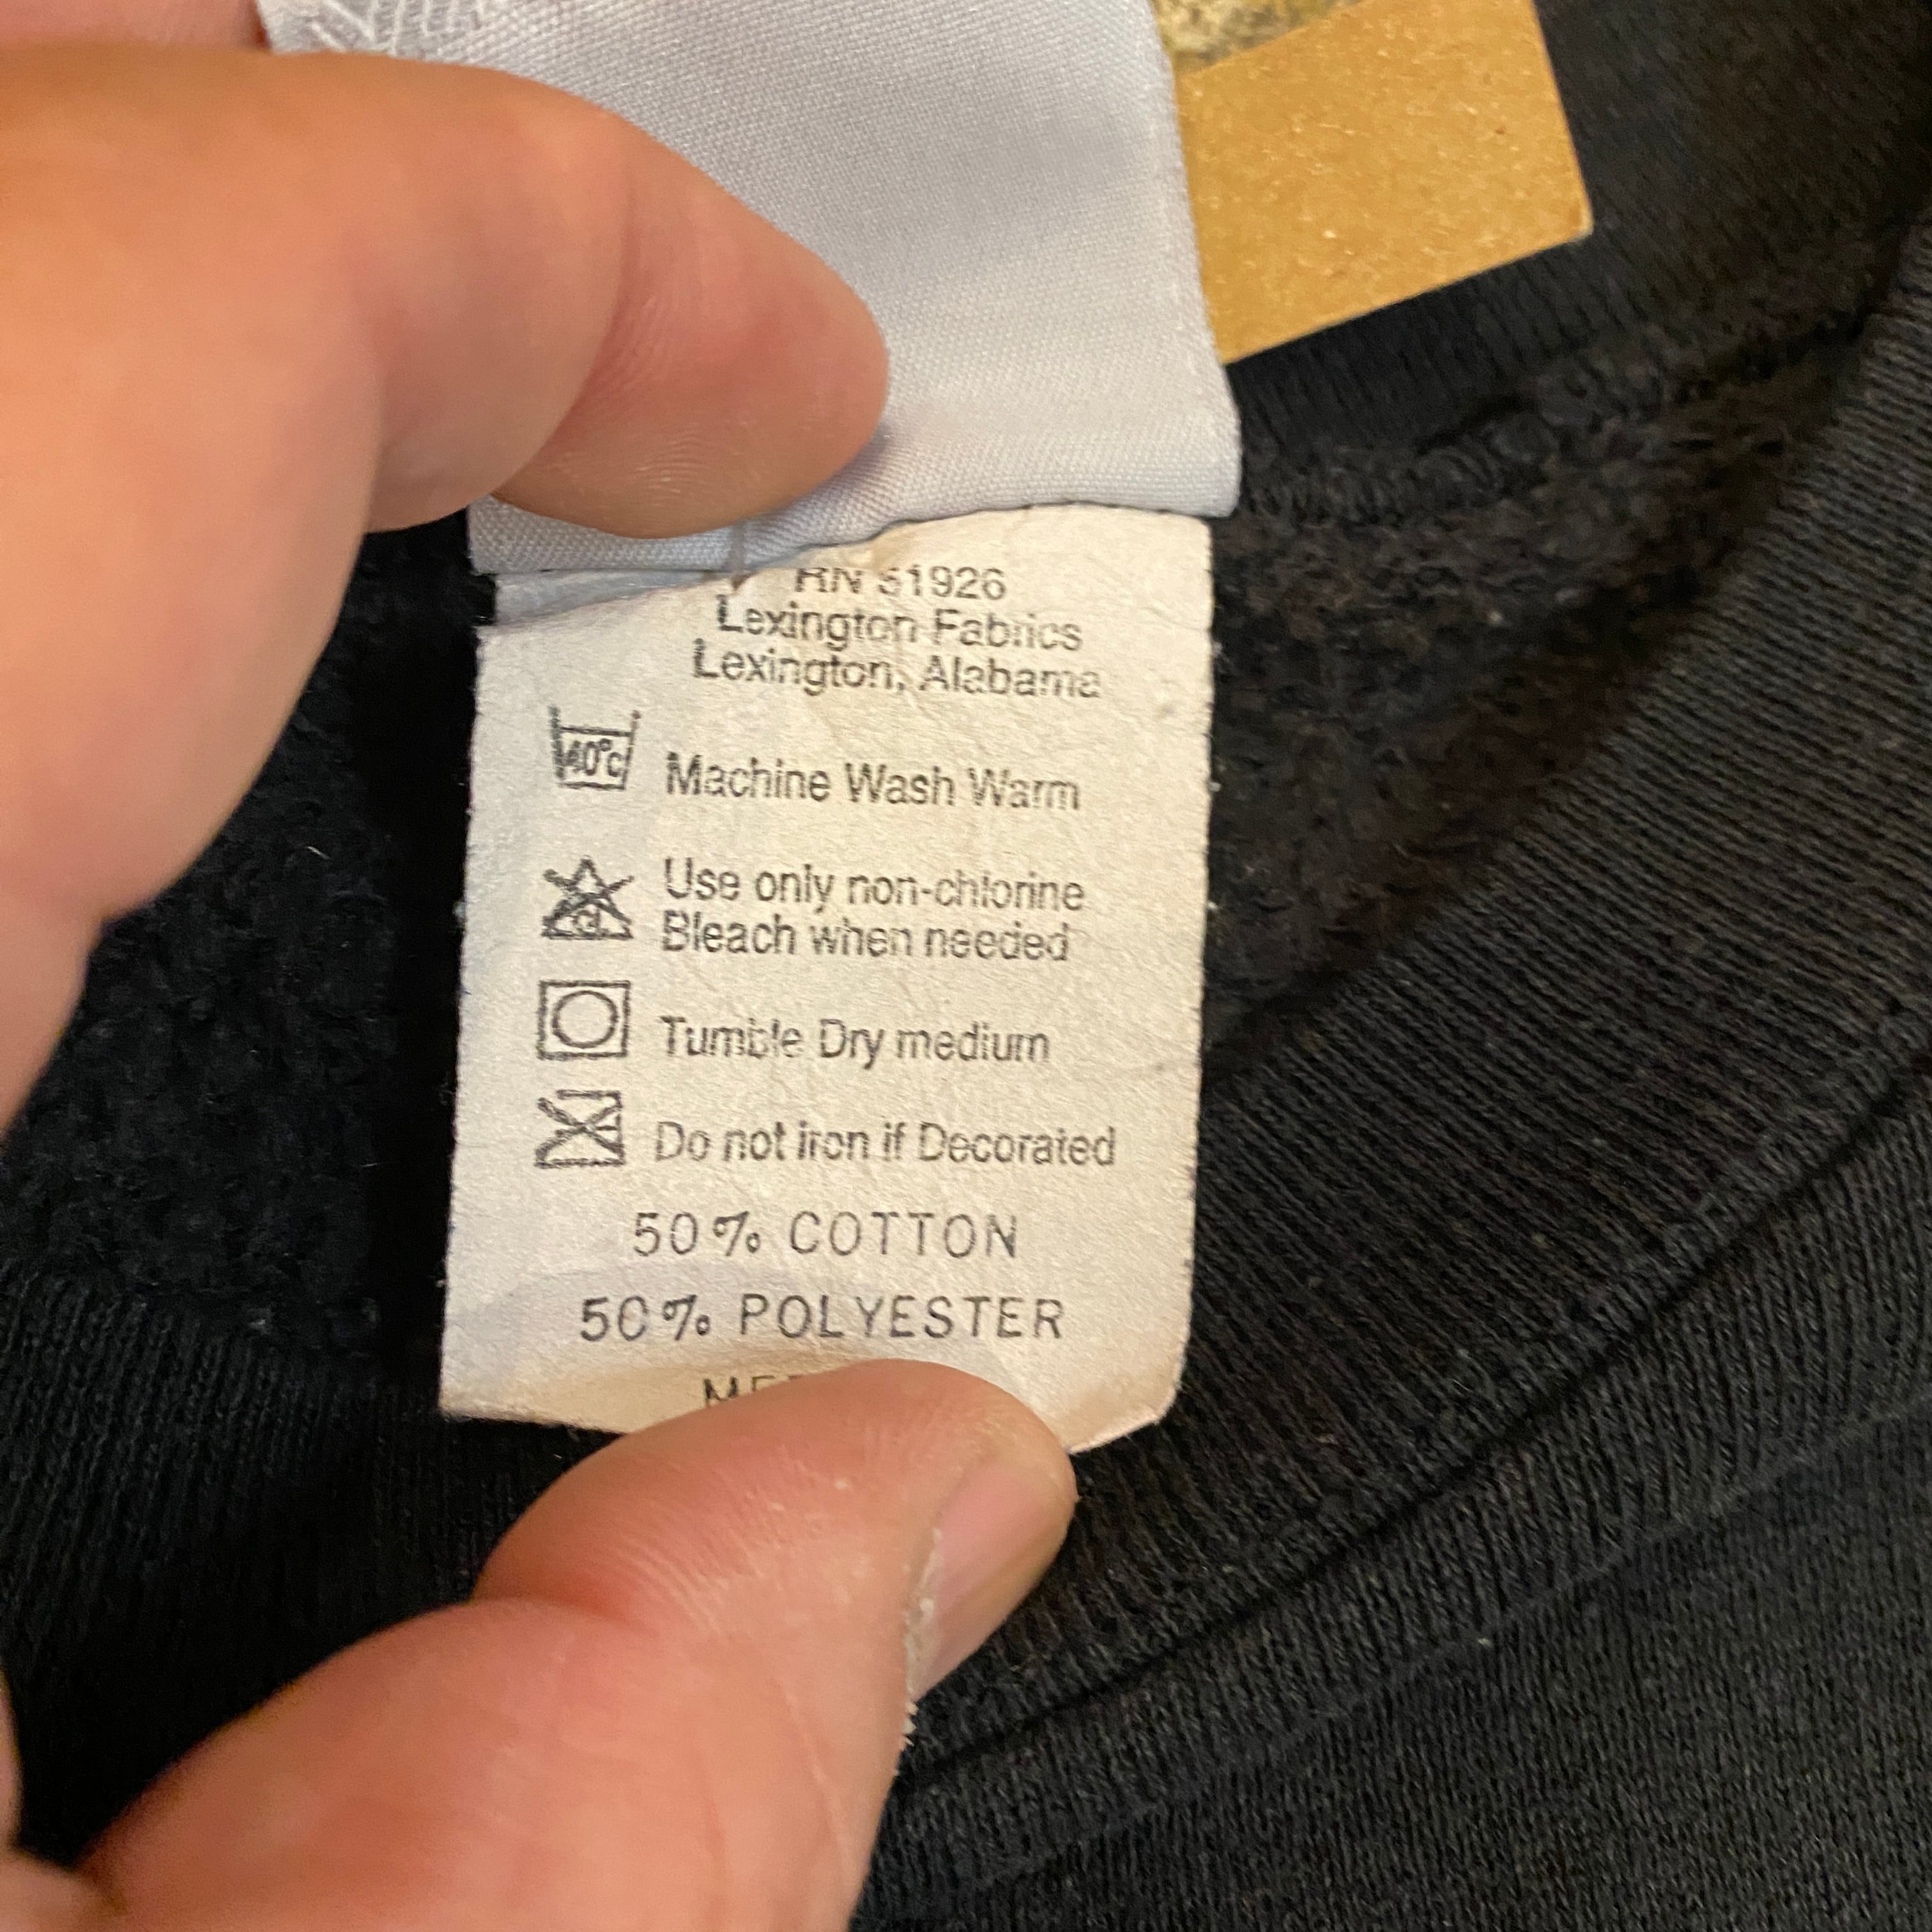 RN 51926
Lexington Fabrics
Lexington, Alabama
40°C Machine Wash Warm
Cl Use only non-chlorine
Bleach when needed
Tumble Dry medium
Do not iron if Decorated
50% COTTON
50% POLYESTER